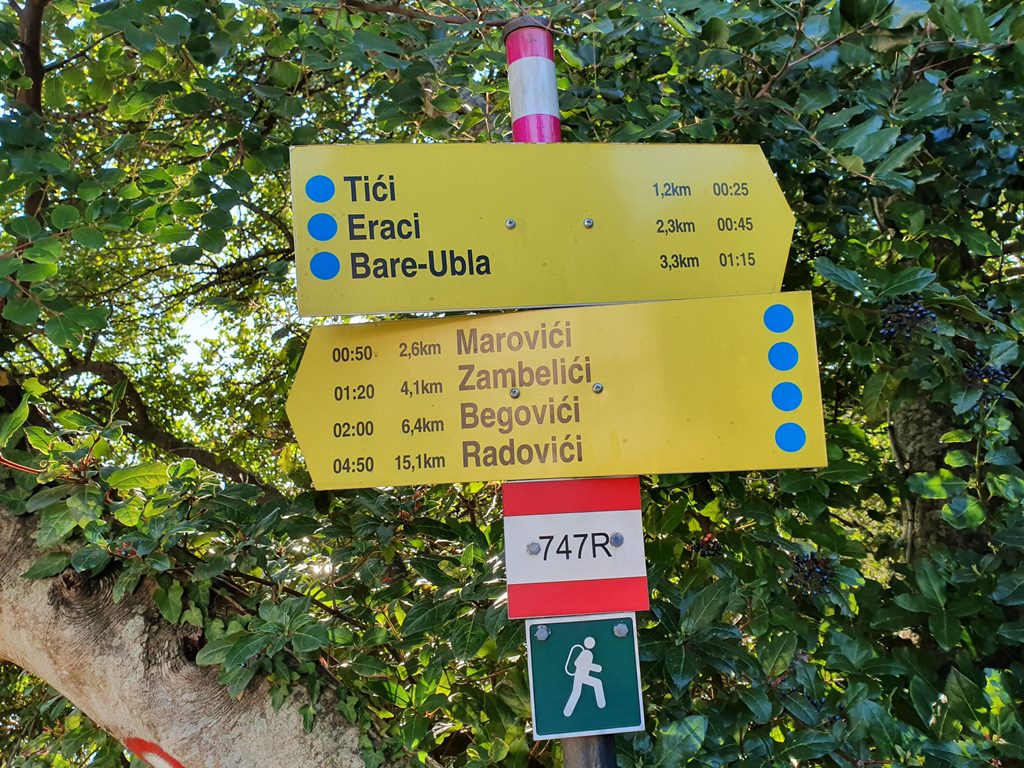 Tići 1,2km 00:25
Eraci 2,3km 00:45
Bare-Ubla 3,3km 01:15
00:50 2,6km Marovići
01:20 4,1km Zambelići
02:00 6,4km Begovići
04:50 15,1km Radovići
747R